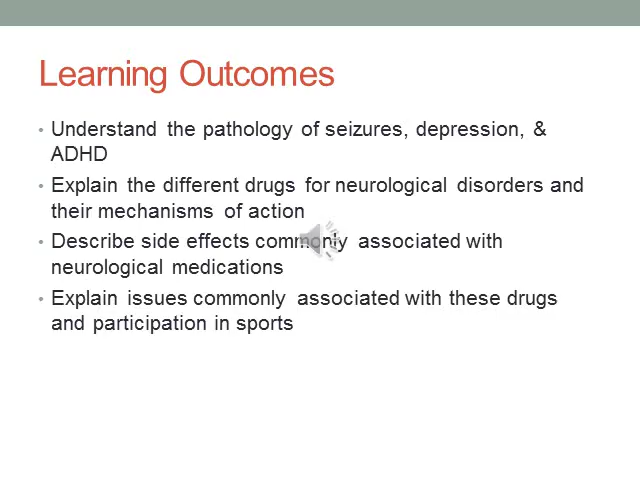 Learning Outcomes
• Understand the pathology of seizures, depression, &
ADHD
• Explain the different drugs for neurological disorders and
their mechanisms of action
• Describe side effects commonly associated with
neurological medications
• Explain issues commonly associated with these drugs
and participation in sports